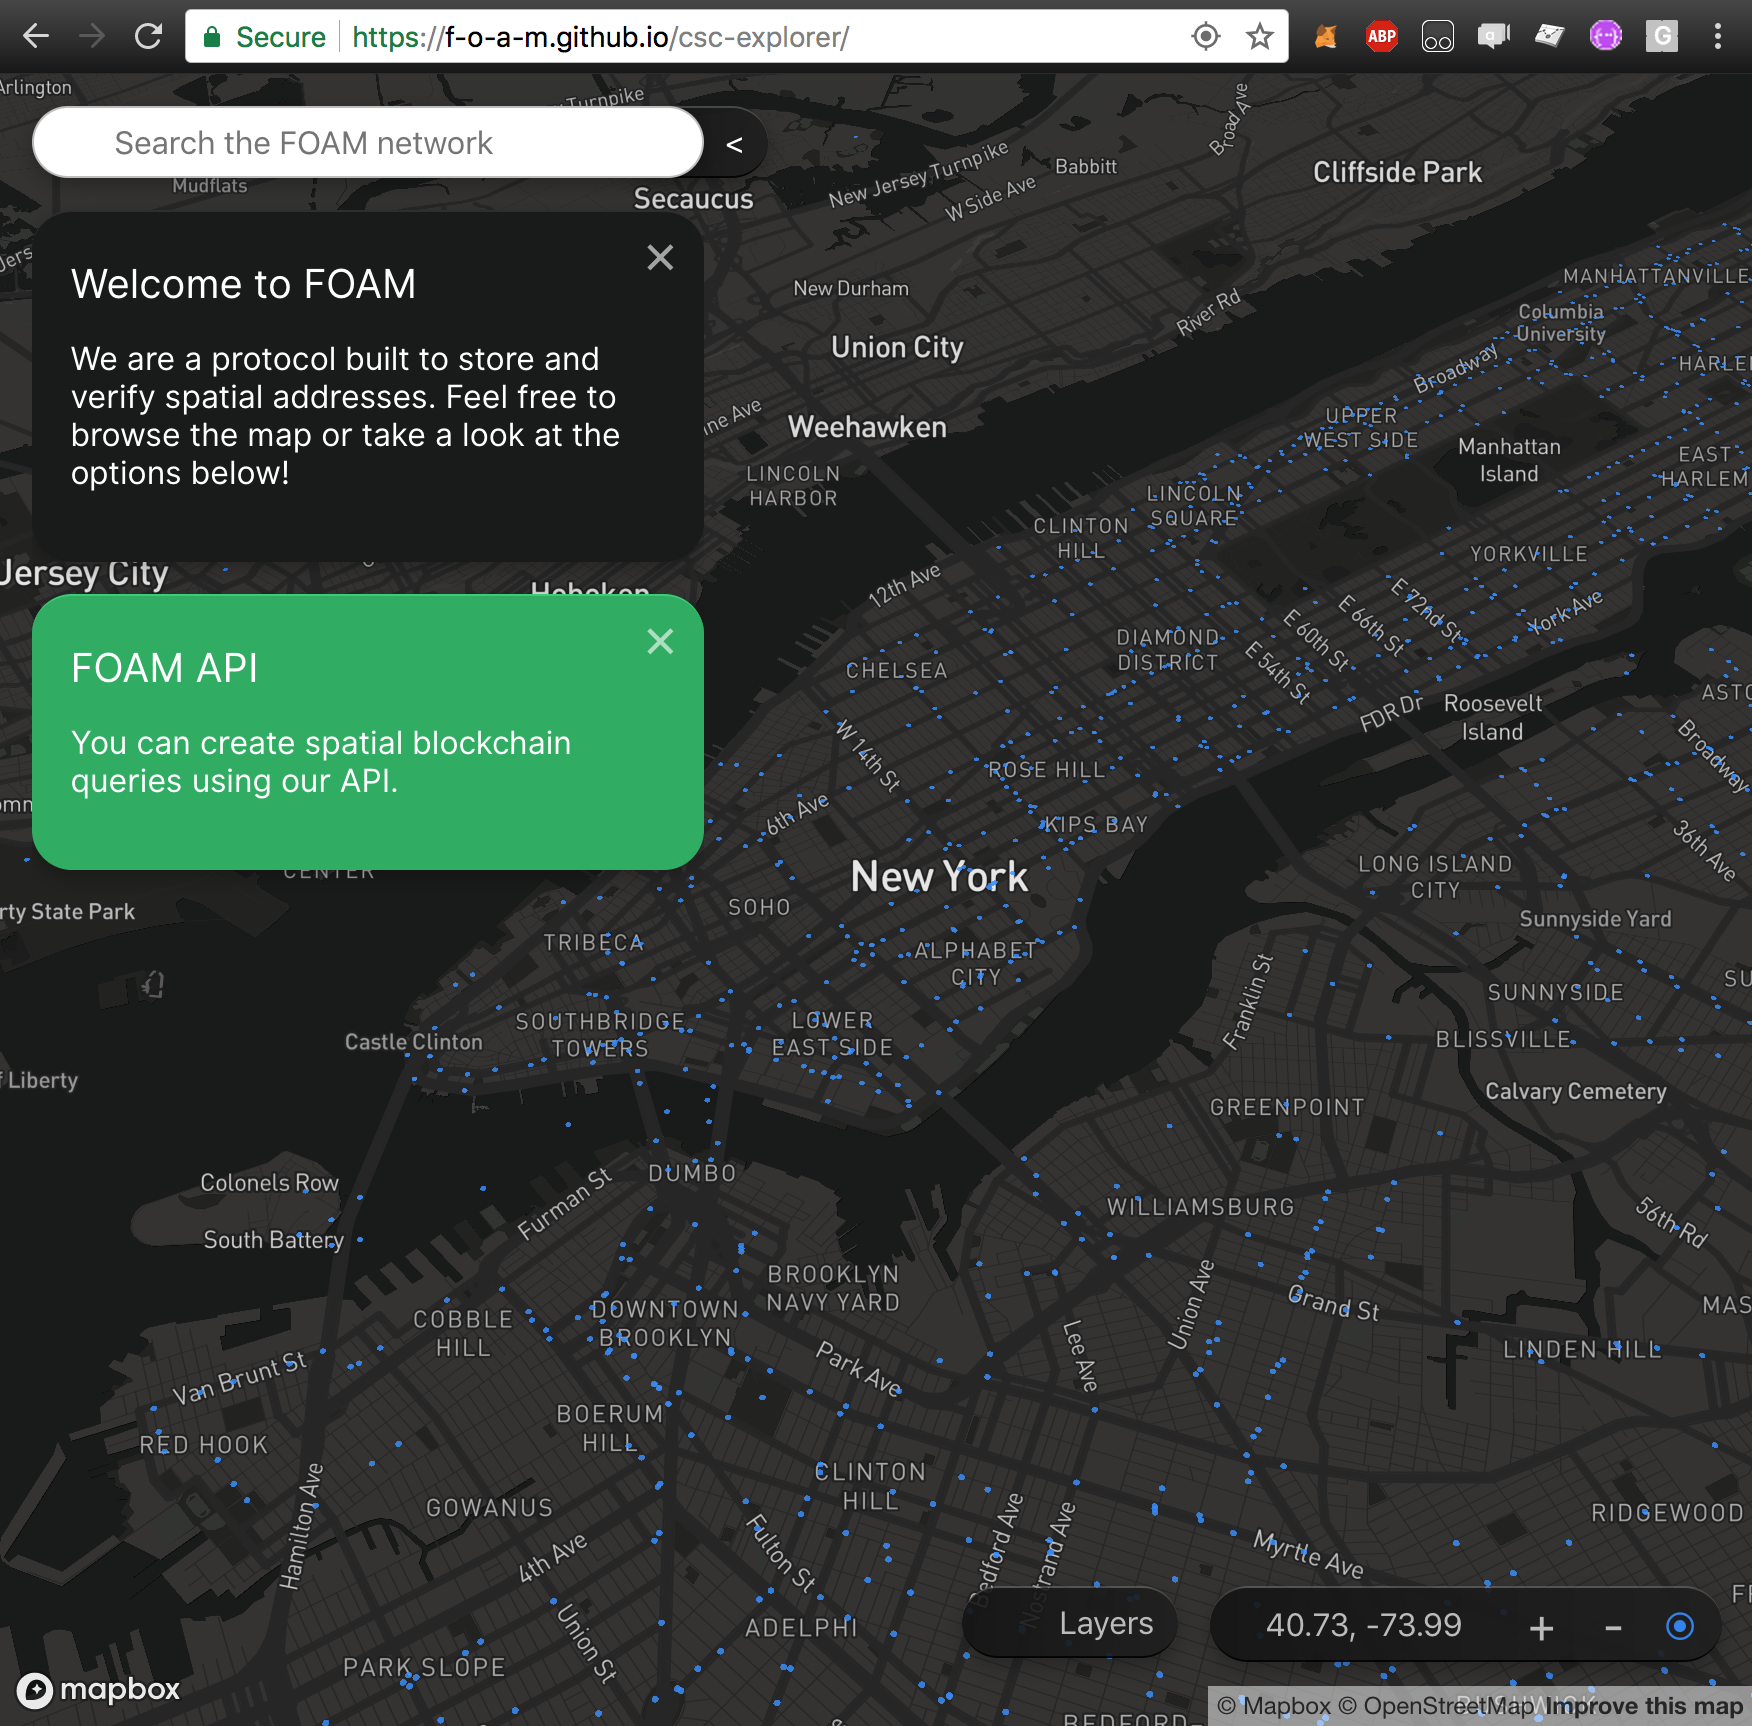 Secure https://f-o-a-m.github.io/csc-explorer/
ABP
G
Arlington
Turnpike
Broad Ave
Search the FOAM network
<
New Jersey Turnpike
Babbitt
Cliffside Park
Mudflats
Secaucus
W Side Ave
Welcome to FOAM
We are a protocol built to store and
verify spatial addresses. Feel free to
browse the map or take a look at the
options below!
New Durham
River Rd
MANHATTANVILLE
Columbia
University
Union City
Broadway
Weehawken
UPPER
WEST SIDE
Manhattan
Island
EAST
HARLEM
LINCOLN
HARBOR
LINCOLN
SQUARE
CLINTON
HILL
YORKVILLE
Jersey City
Hoboken
12th Ave
E 72nd St
E 66th St
E 60th St
E 54th St
York Ave
FOAM API
You can create spatial blockchain
queries using our API.
DIAMOND
DISTRICT
CHELSEA
FDR Dr
Roosevelt
Island
W 14th St
Broadway
ROSE HILL
6th Ave
KIPS BAY
36th Ave
CENTER
New York
LONG ISLAND
CITY
rty State Park
SOHO
Sunnyside Yard
TRIBECA
ALPHABET
CITY
Franklin St
SUNNYSIDE
SOUTHBRIDGE
TOWERS
LOWER
EAST SIDE
Castle Clinton
BLISSVILLE
f Liberty
Calvary Cemetery
GREENPOINT
DUMBO
Colonels Row
Furman St
WILLIAMSBURG
56th Rd
South Battery
BROOKLYN
NAVY YARD
Union Ave
Grand St
COBBLE
HILL
DOWNTOWN
BROOKLYN
Lee Ave
LINDEN HILL
Van Brunt St
Park Ave
BOERUM
HILL
RED HOOK
CLINTON
HILL
Hamilton Ave
GOWANUS
Bedford Ave
Nostrand Ave
RIDGEWOOD
4th Ave
Fulton St
Myrtle Ave
Union St
ADELPHI
Layers
40.73, -73.99 + -
PARK SLOPE
mapbox
© Mapbox © OpenStreetMap Improve this map
BUSHWICK
BEDFORD-